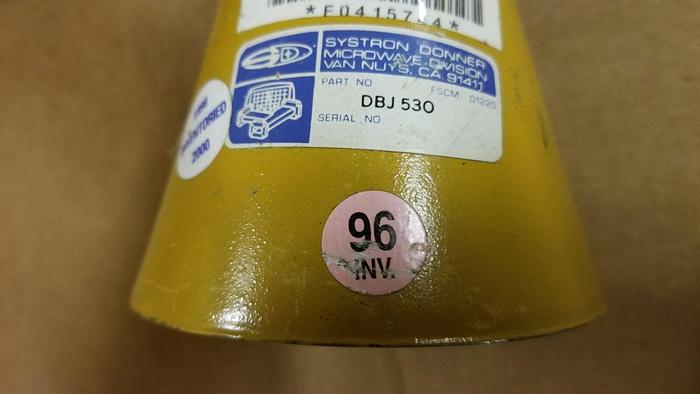 *E0415754*
SYSTRON DONNER
MICROWAVE DIVISION
VAN NUYS, CA 91411
PART NO
FSCM 01220
DBJ 530
SERIAL NO
INVENTORIED
2000
96
INV.